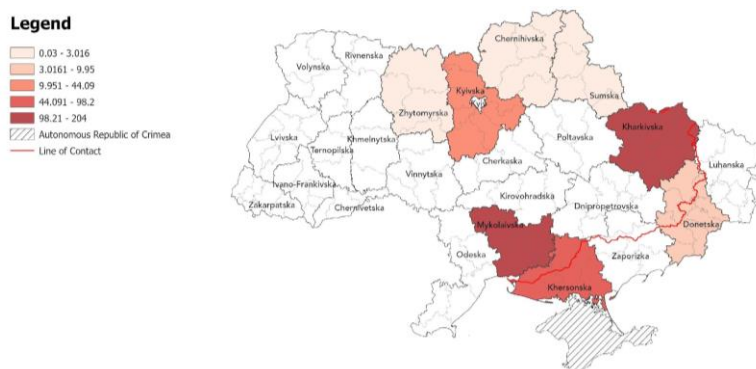 Legend
0.03 - 3.016
3.0161 - 9.95
9.951 - 44.09
44.091 - 98.2
98.21 - 204
Autonomous Republic of Crimea
Line of Contact
Chernihivska
Rivnenska
Volynska
Kyivska
Sumska
Kyiv
Zhytomyrska
Kharkivska
Poltavska
Lvivska
Khmelnytska
Ternopilska
Luhanska
Cherkaska
Vinnytska
Ivano-Frankivska
Kirovohradska
Dnipropetrovska
Zakarpatska
Chernivetska
Donetska
Mykolaivska
Odeska
Zaporizka
Khersonska